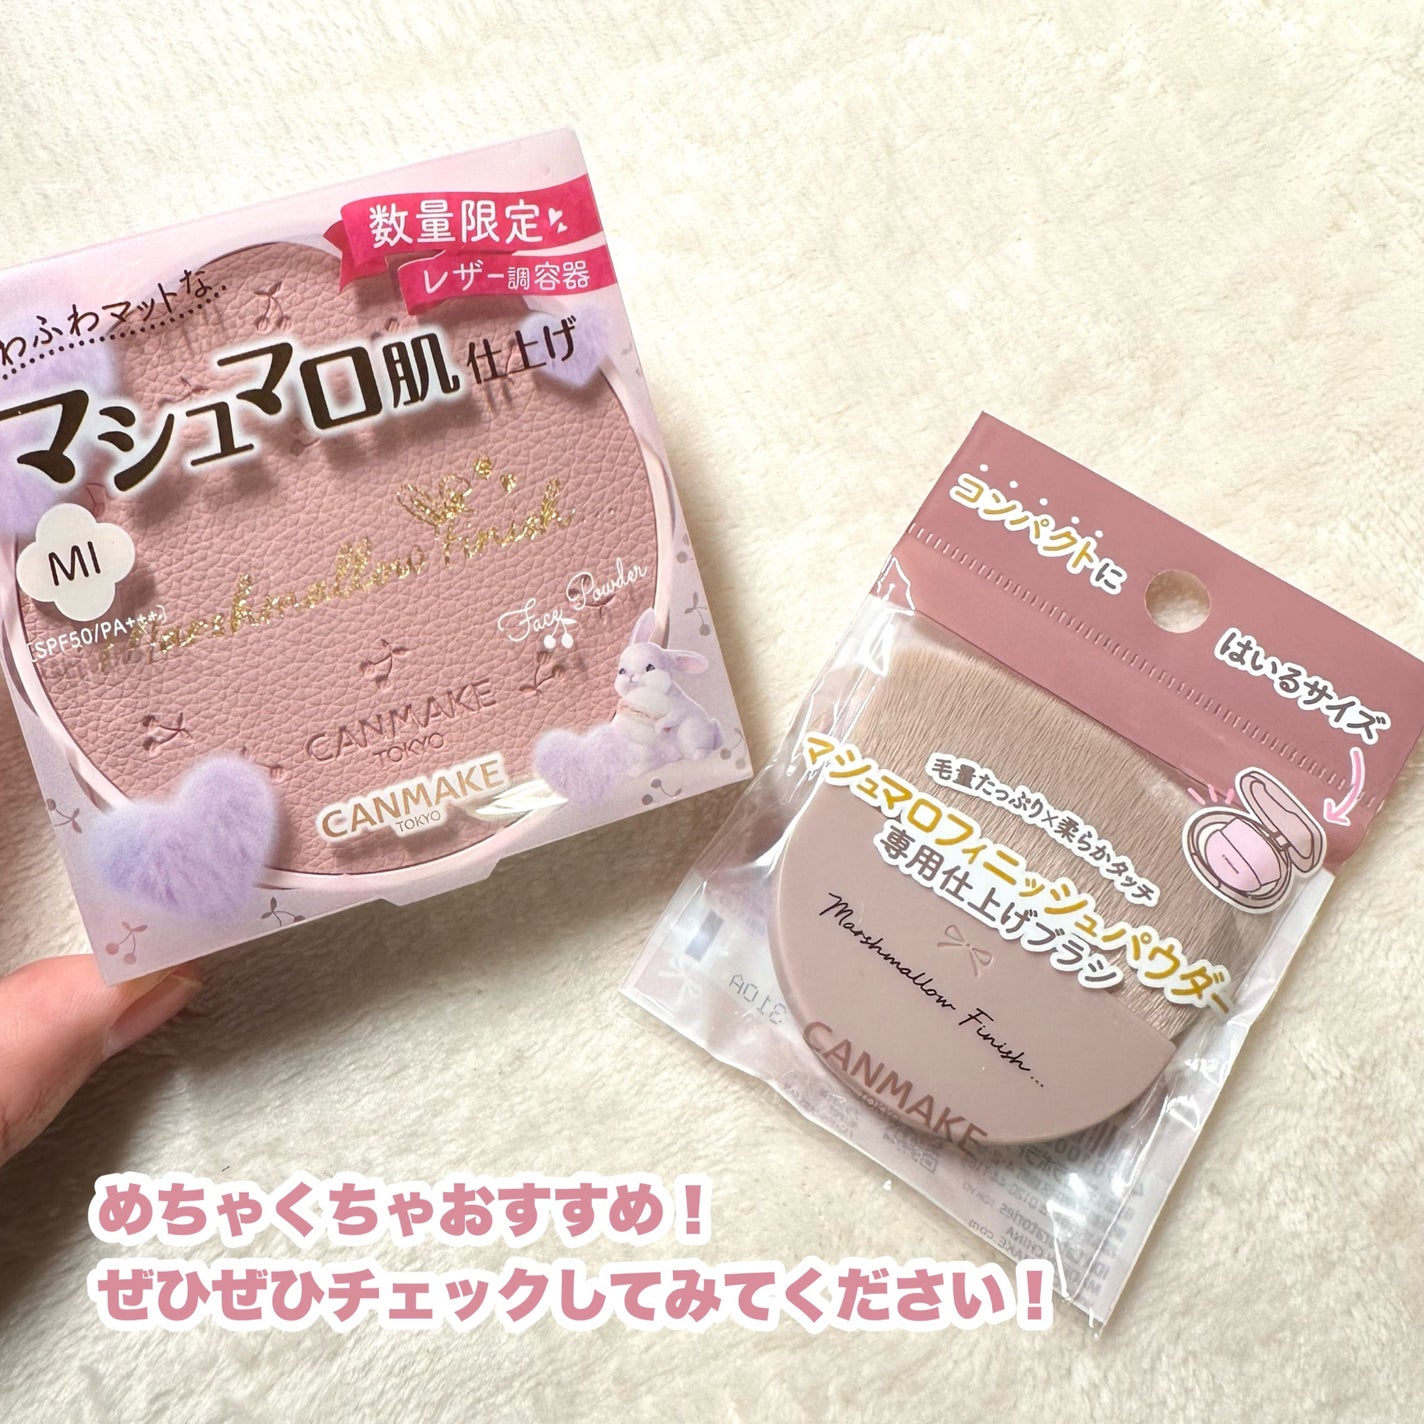 数量限定
レザー調容器
わふわマットな
マシュマロ肌仕上げ
MI
[SPF50/PA+++]
Marshmallow Finish
Face Powder
CANMAKE
TOKYO
CANMAKE
TOKYO
コンパクトに
はいるサイズ
毛量たっぷり×柔らかタッチ
マシュマロフィニッシュパウダー
専用仕上げブラシ
Marshmallow Finish...
CANMAKE
TOKYO
310A
めちゃくちゃおすすめ！
ぜひぜひチェックしてみてください！